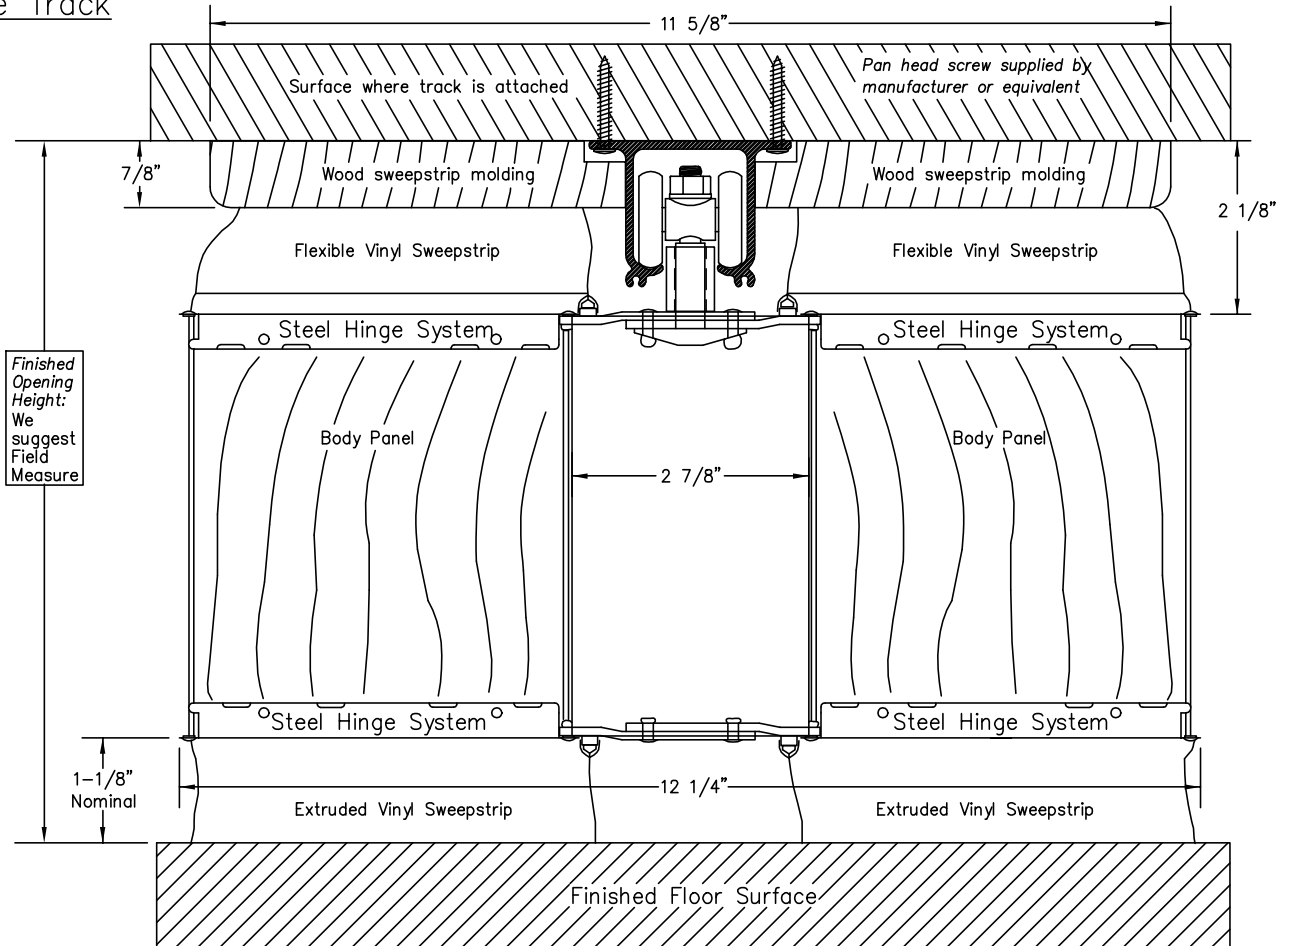 e Track
11 5/8"
Surface where track is attached
Pan head screw supplied by
manufacturer or equivalent
7/8"
Wood sweepstrip molding
Wood sweepstrip molding
2 1/8"
Flexible Vinyl Sweepstrip
Flexible Vinyl Sweepstrip
Steel Hinge System
Steel Hinge System
Finished
Opening
Height:
We
suggest
Field
Measure
Body Panel
Body Panel
2 7/8"
Steel Hinge System
Steel Hinge System
1-1/8"
Nominal
12 1/4"
Extruded Vinyl Sweepstrip
Extruded Vinyl Sweepstrip
Finished Floor Surface